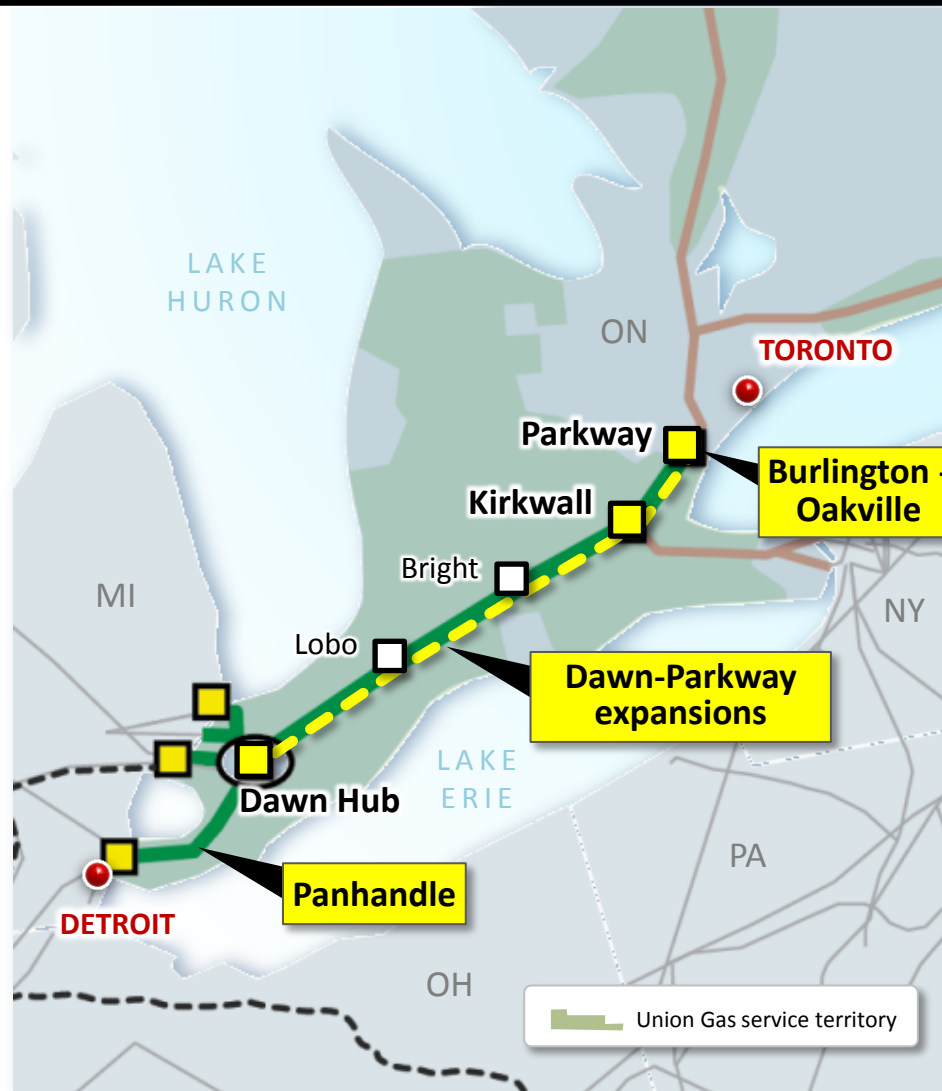 LAKE
HURON
ON
TORONTO
Parkway
Burlington -
Oakville
Kirkwall
Bright
MI
NY
Lobo
Dawn-Parkway
expansions
LAKE
ERIE
Dawn Hub
PA
Panhandle
DETROIT
OH
Union Gas service territory